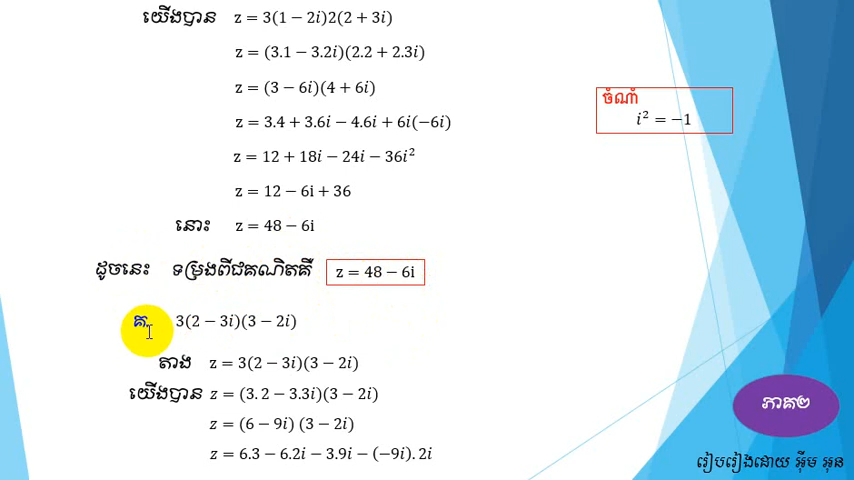 យើងបាន z = 3(1 − 2i)2(2 + 3i)
z = (3.1 − 3.2i)(2.2 + 2.3i)
z = (3 − 6i)(4 + 6i)
z = 3.4 + 3.6i − 4.6i + 6i(−6i)
z = 12 + 18i − 24i − 36i²
z = 12 − 6i + 36
នោះ z = 48 − 6i
ដូចនេះ ទម្រង់ពីជគណិតគឺ z = 48 − 6i
ចំណាំ
i² = −1
គ. 3(2 − 3i)(3 − 2i)
តាង z = 3(2 − 3i)(3 − 2i)
យើងបាន z = (3.2 − 3.3i)(3 − 2i)
z = (6 − 9i) (3 − 2i)
z = 6.3 − 6.2i − 3.9i − (−9i).2i
ភាគ២
រៀបរៀងដោយ អ៊ីម អុន